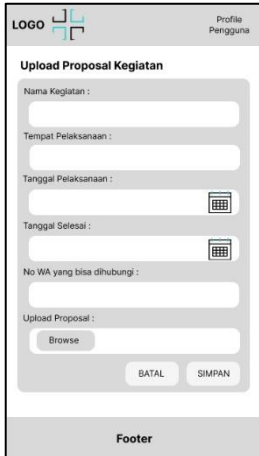 LOGO
Profile
Pengguna
Upload Proposal Kegiatan
Nama Kegiatan :
Tempat Pelaksanaan :
Tanggal Pelaksanaan :
Tanggal Selesai :
No WA yang bisa dihubungi :
Upload Proposal :
Browse
BATAL SIMPAN
Footer